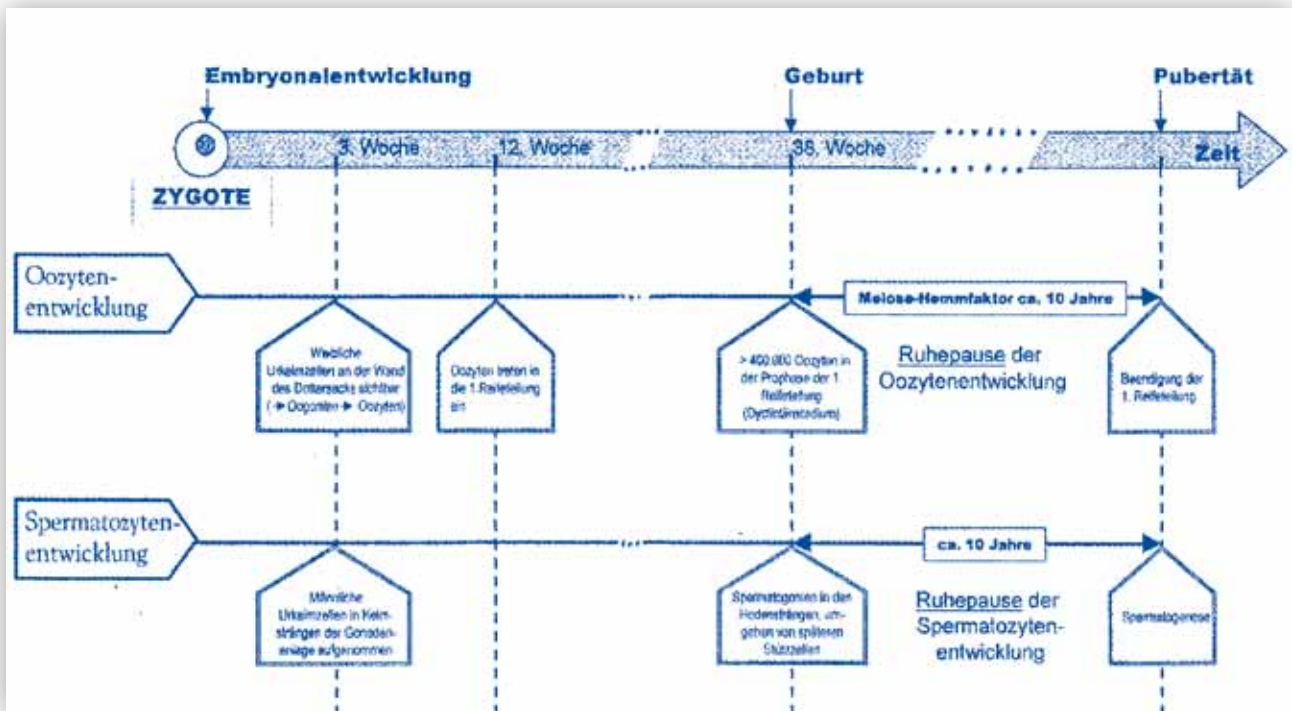 Embryonalentwicklung
Geburt
Pubertät
3. Woche
12. Woche
38. Woche
Zeit
ZYGOTE
Oozyten-
entwicklung
Meiose-Hemmfaktor ca. 10 Jahre
Weibliche
Urkeimzellen an der Wand
des Dottersacks sichtbar
(➔ Oogonien ➔ Oozyten)
Oozyten treten in
die 1.Reifeteilung
ein
> 400.000 Oozyten in
der Prophase der 1.
Reifeteilung
(Dyctiotänstadium)
Ruhepause der
Oozytenentwicklung
Beendigung der
1. Reifeteilung
Spermatozyten-
entwicklung
ca. 10 Jahre
Männliche
Urkeimzellen in Keim-
strängen der Gonaden-
anlage aufgenommen
Spermatogonien in den
Hodensträngen, um-
geben von späteren
Stützzellen
Ruhepause der
Spermatozyten-
entwicklung
Spermatogenese